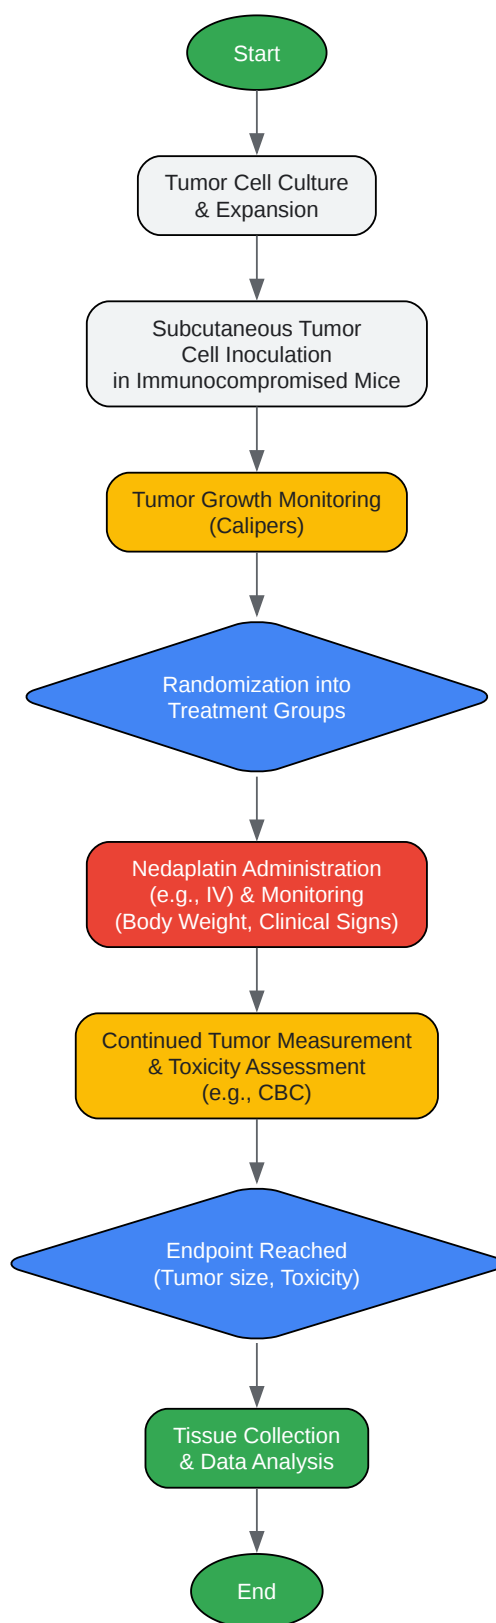 Start
Tumor Cell Culture
& Expansion
Subcutaneous Tumor
Cell Inoculation
in Immunocompromised Mice
Tumor Growth Monitoring
(Calipers)
Randomization into
Treatment Groups
Nedaplatin Administration
(e.g., IV) & Monitoring
(Body Weight, Clinical Signs)
Continued Tumor Measurement
& Toxicity Assessment
(e.g., CBC)
Endpoint Reached
(Tumor size, Toxicity)
Tissue Collection
& Data Analysis
End